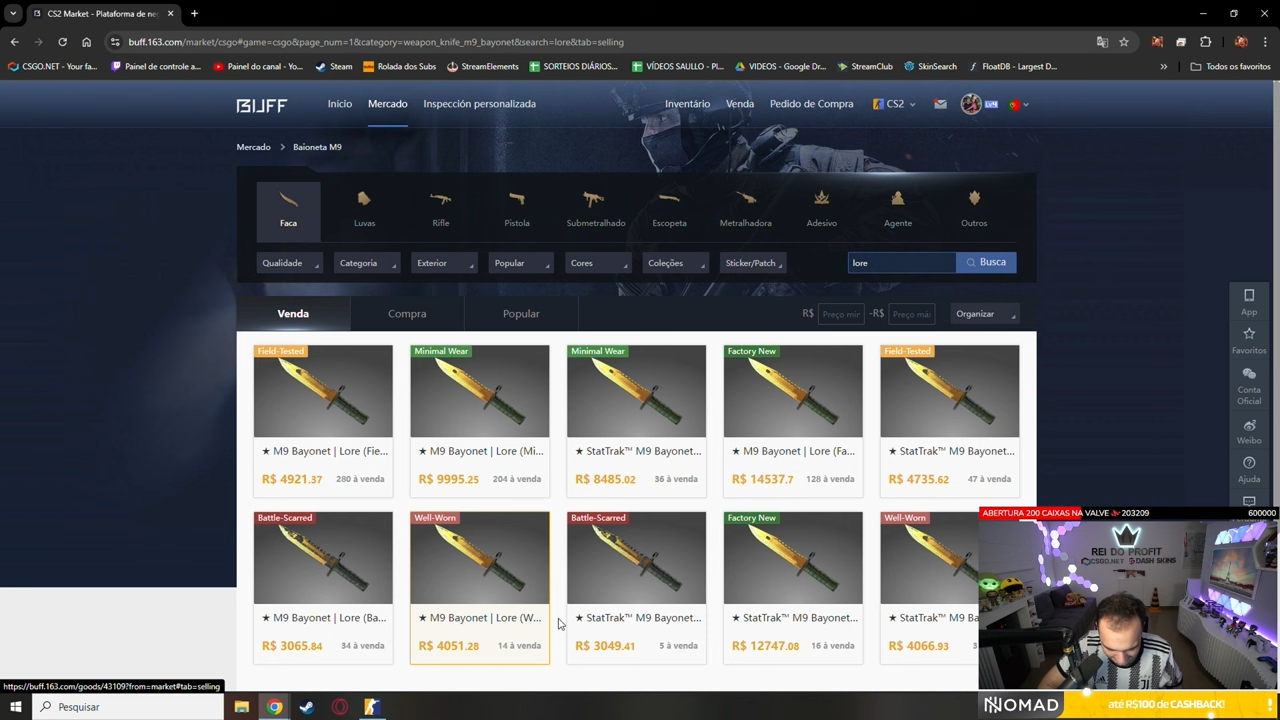 CS2 Market - Plataforma de ne
buff.163.com/market/csgo#game=csgo&page_num=1&category=weapon_knife_m9_bayonet&search=lore&tab=selling
CSGO.NET - Your fa... Painel de controle a... Painel do canal - Yo... Steam Rolada dos Subs StreamElements SORTEIOS DIÁRIOS... VÍDEOS SAULLO - PL... VIDEOS - Google Dr... StreamClub SkinSearch FloatDB - Largest D... » Todos os favoritos
BUFF Início Mercado Inspecção personalizada Inventário Venda Pedido de Compra CS2 Lv4
Mercado > Baioneta M9
Faca Luvas Rifle Pistola Submetralhado Escopeta Metralhadora Adesivo Agente Outros
Qualidade Categoria Exterior Popular Cores Coleções Sticker/Patch lore Busca
Venda Compra Popular R$ Preço mír -R$ Preço má: Organizar
App
Favoritos
Conta
Oficial
Weibo
Ajuda
Field-Tested Minimal Wear Minimal Wear Factory New Field-Tested
★ M9 Bayonet | Lore (Fie... ★ M9 Bayonet | Lore (Mi... ★ StatTrak™ M9 Bayonet... ★ M9 Bayonet | Lore (Fa... ★ StatTrak™ M9 Bayonet...
R$ 4921.37 280 à venda R$ 9995.25 204 à venda R$ 8485.02 36 à venda R$ 14537.7 128 à venda R$ 4735.62 47 à venda
Battle-Scarred Well-Worn Battle-Scarred Factory New Well-Worn
★ M9 Bayonet | Lore (Ba... ★ M9 Bayonet | Lore (W... ★ StatTrak™ M9 Bayonet... ★ StatTrak™ M9 Bayonet... ★ StatTrak™ M9 Ba
R$ 3065.84 34 à venda R$ 4051.28 14 à venda R$ 3049.41 5 à venda R$ 12747.08 16 à venda R$ 4066.93 3
ABERTURA 200 CAIXAS NA VALVE 203209 600000
REI DO PROFIT
CSGO.NET DASH SKINS
NOMAD até R$100 de CASHBACK! !
https://buff.163.com/goods/43109?from=market#tab=selling
Pesquisar